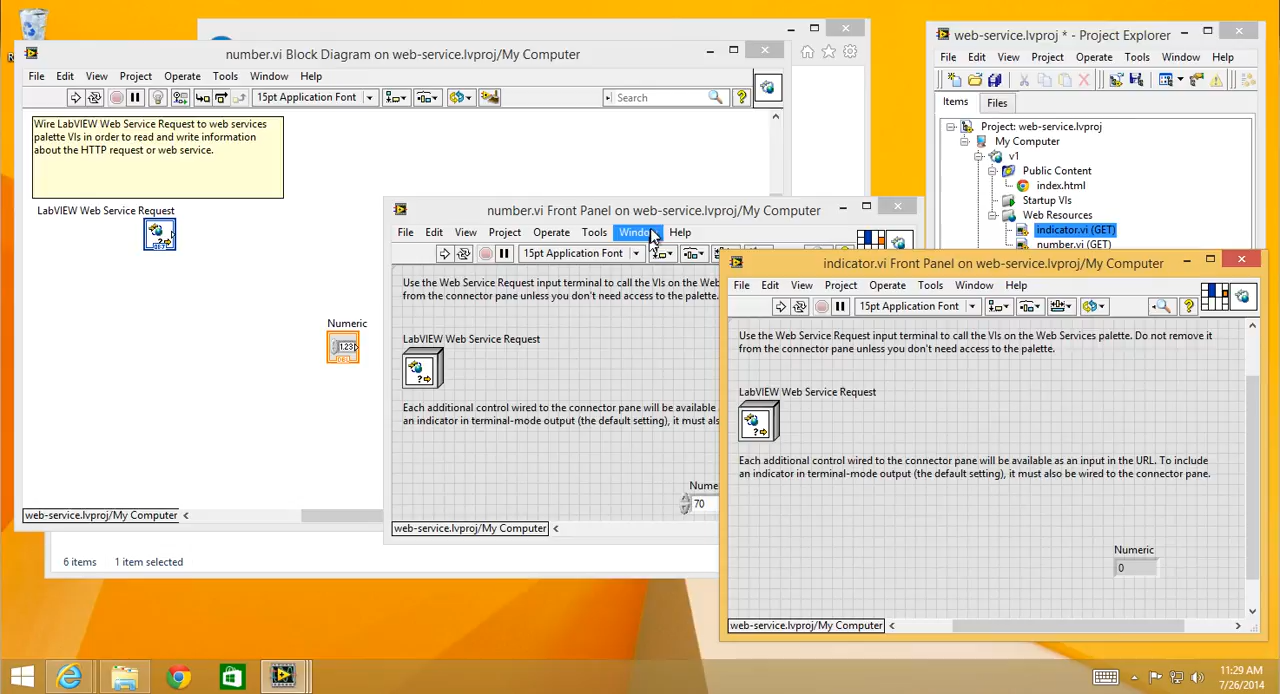 number.vi Block Diagram on web-service.lvproj/My Computer
File Edit View Project Operate Tools Window Help
15pt Application Font
Search
Wire LabVIEW Web Service Request to web services
palette VIs in order to read and write information
about the HTTP request or web service.
LabVIEW Web Service Request
Numeric
1.23
web-service.lvproj/My Computer
6 items 1 item selected
number.vi Front Panel on web-service.lvproj/My Computer
File Edit View Project Operate Tools Window Help
15pt Application Font
Use the Web Service Request input terminal to call the VIs on the Web Services
from the connector pane unless you don't need access to the palette.
LabVIEW Web Service Request
Each additional control wired to the connector pane will be available
an indicator in terminal-mode output (the default setting), it must also
Nume
70
web-service.lvproj/My Computer
web-service.lvproj * - Project Explorer
File Edit View Project Operate Tools Window Help
Items Files
Project: web-service.lvproj
My Computer
v1
Public Content
index.html
Startup VIs
Web Resources
indicator.vi (GET)
number.vi (GET)
indicator.vi Front Panel on web-service.lvproj/My Computer
File Edit View Project Operate Tools Window Help
15pt Application Font
Use the Web Service Request input terminal to call the VIs on the Web Services palette. Do not remove it
from the connector pane unless you don't need access to the palette.
LabVIEW Web Service Request
Each additional control wired to the connector pane will be available as an input in the URL. To include
an indicator in terminal-mode output (the default setting), it must also be wired to the connector pane.
Numeric
0
web-service.lvproj/My Computer
11:29 AM
7/26/2014